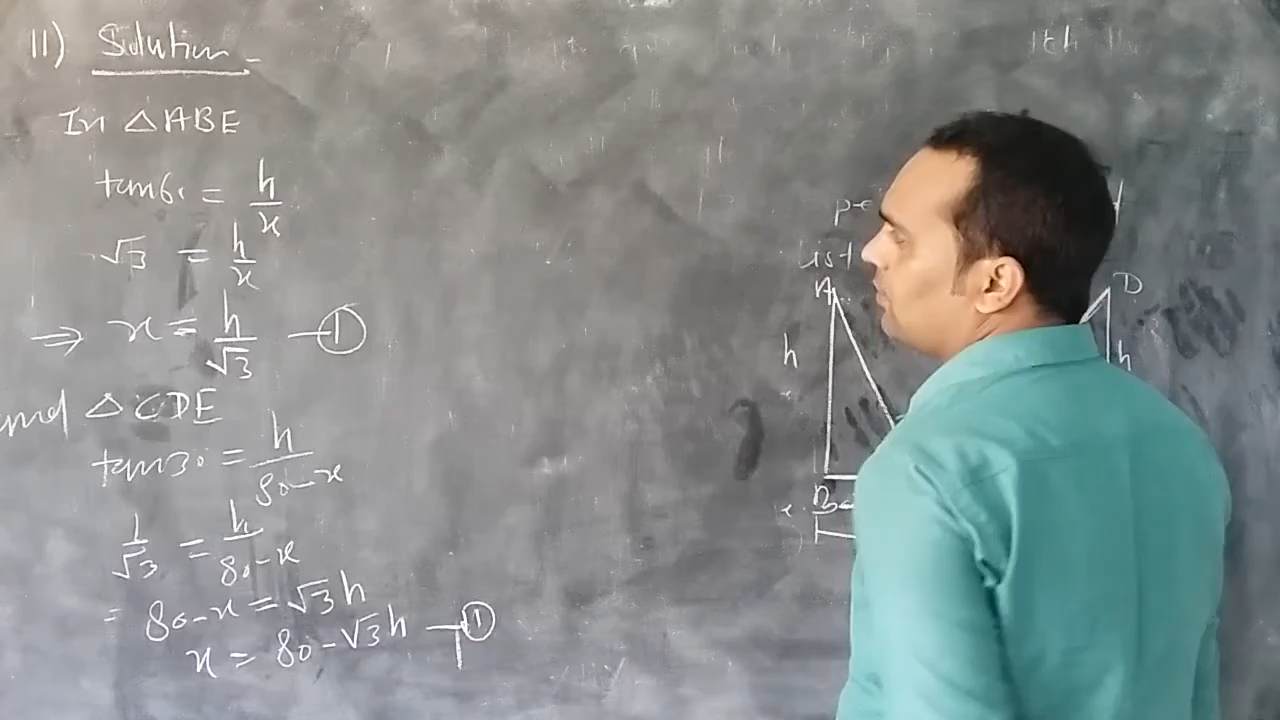 11) Solution
In △ABE
tan60 = h/x
√3 = h/x
⇒ x = h/√3 — ①
and △CDE
tan30 = h/80-x
1/√3 = h/80-x
= 80-x = √3h
x = 80-√3h — ①
A
D
h
h
B